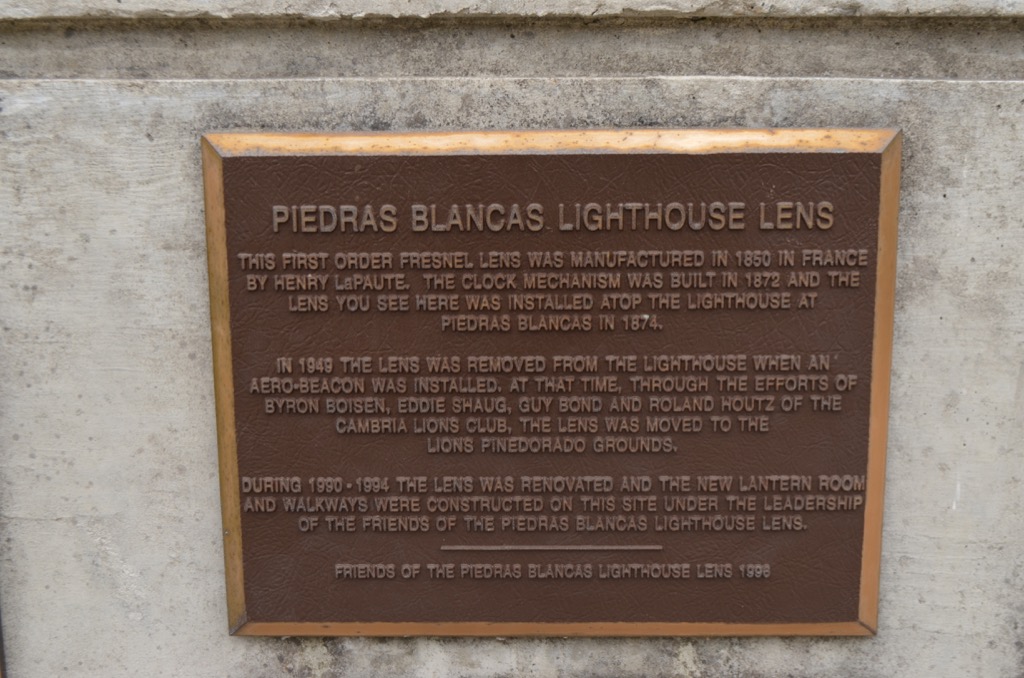 PIEDRAS BLANCAS LIGHTHOUSE LENS
THIS FIRST ORDER FRESNEL LENS WAS MANUFACTURED IN 1850 IN FRANCE
BY HENRY LaPAUTE. THE CLOCK MECHANISM WAS BUILT IN 1872 AND THE
LENS YOU SEE HERE WAS INSTALLED ATOP THE LIGHTHOUSE AT
PIEDRAS BLANCAS IN 1874.
IN 1949 THE LENS WAS REMOVED FROM THE LIGHTHOUSE WHEN AN
AERO-BEACON WAS INSTALLED. AT THAT TIME, THROUGH THE EFFORTS OF
BYRON BOISEN, EDDIE SHAUG, GUY BOND AND ROLAND HOUTZ OF THE
CAMBRIA LIONS CLUB, THE LENS WAS MOVED TO THE
LIONS PINEDORADO GROUNDS.
DURING 1990-1994 THE LENS WAS RENOVATED AND THE NEW LANTERN ROOM
AND WALKWAYS WERE CONSTRUCTED ON THIS SITE UNDER THE LEADERSHIP
OF THE FRIENDS OF THE PIEDRAS BLANCAS LIGHTHOUSE LENS.
FRIENDS OF THE PIEDRAS BLANCAS LIGHTHOUSE LENS 1996